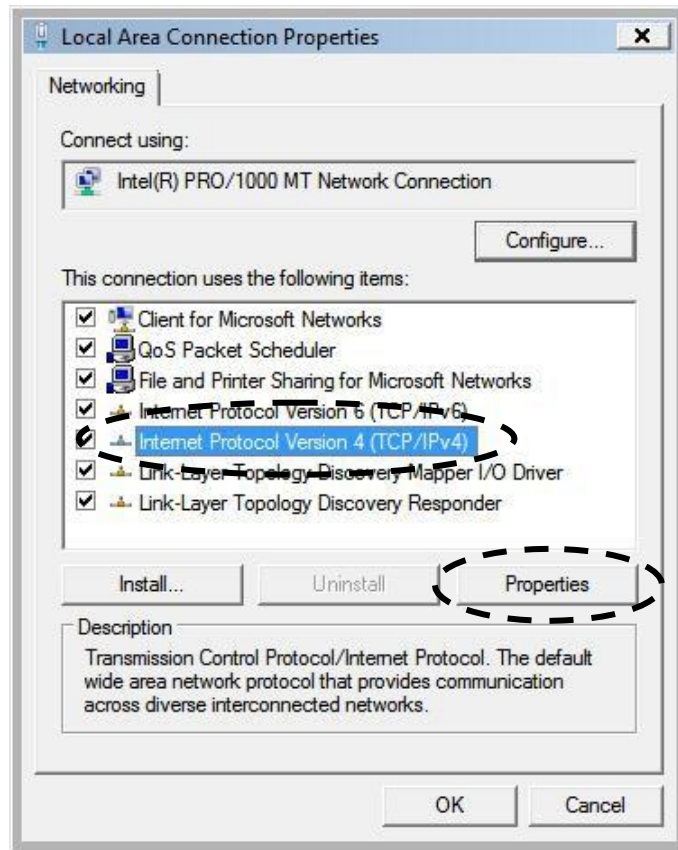 Local Area Connection Properties
Networking
Connect using:
Intel(R) PRO/1000 MT Network Connection
Configure...
This connection uses the following items:
Client for Microsoft Networks
QoS Packet Scheduler
File and Printer Sharing for Microsoft Networks
Internet Protocol Version 6 (TCP/IPv6)
Internet Protocol Version 4 (TCP/IPv4)
Link-Layer Topology Discovery Mapper I/O Driver
Link-Layer Topology Discovery Responder
Install... Uninstall Properties
Description
Transmission Control Protocol/Internet Protocol. The default
wide area network protocol that provides communication
across diverse interconnected networks.
OK Cancel